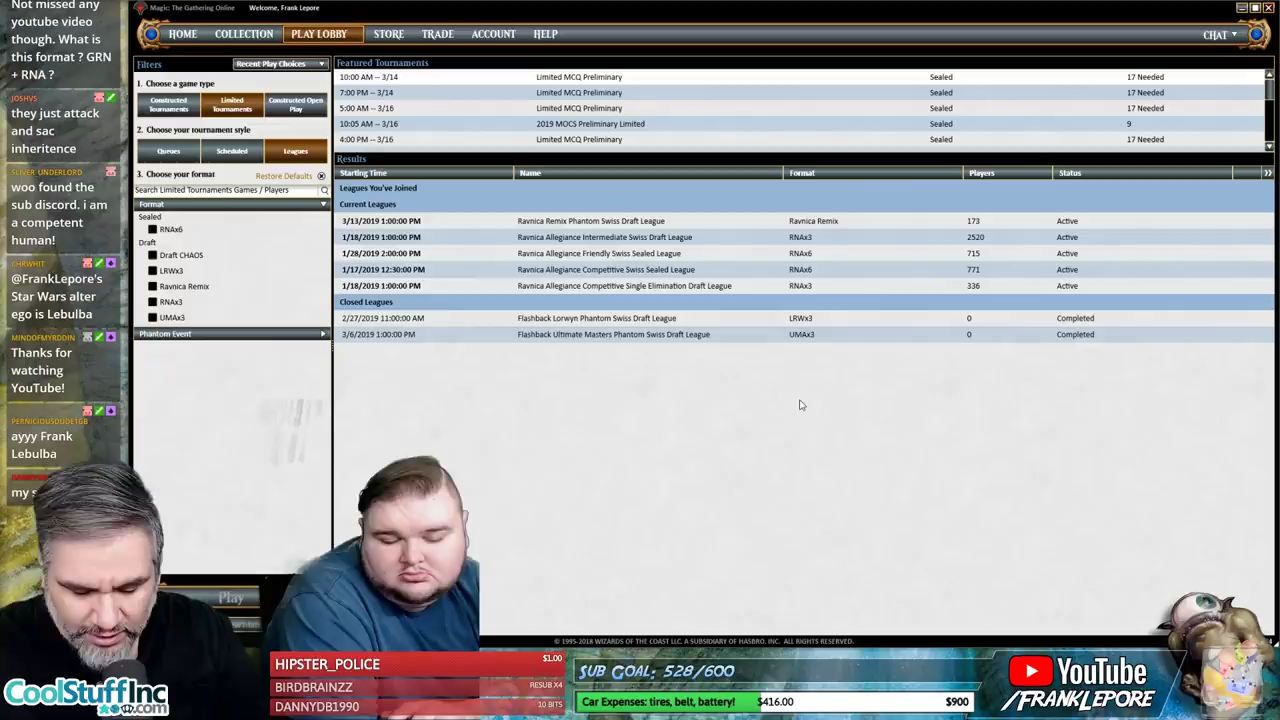 Not missed any
youtube video
though. What is
this format ? GRN
+ RNA ?
JOSHVS
they just attack
and sac
inheritence
SLIVER_UNDERLORD
woo found the
sub discord. i am
a competent
human!
@FrankLepore's
Star Wars alter
ego is Lebulba
MINDOFMYRDDIN
Thanks for
watching
YouTube!
PERNICIOUSDUDE168
ayyy Frank
Lebulba
my s
Magic: The Gathering Online Welcome, Frank Lepore
HOME COLLECTION PLAY LOBBY STORE TRADE ACCOUNT HELP CHAT
Filters Recent Play Choices
1. Choose a game type
Constructed Tournaments Limited Tournaments Constructed Open Play
2. Choose your tournament style
Queues Scheduled Leagues
3. Choose your format Restore Defaults
Search Limited Tournaments Games / Players
Format
Sealed
RNAx6
Draft
Draft CHAOS
LRWx3
Ravnica Remix
RNAx3
UMAx3
Phantom Event
Play
Featured Tournaments
10:00 AM -- 3/14 Limited MCQ Preliminary Sealed 17 Needed
7:00 PM -- 3/14 Limited MCQ Preliminary Sealed 17 Needed
5:00 AM -- 3/16 Limited MCQ Preliminary Sealed 17 Needed
10:05 AM -- 3/16 2019 MOCS Preliminary Limited Sealed 9
4:00 PM -- 3/16 Limited MCQ Preliminary Sealed 17 Needed
Results
Starting Time Name Format Players Status
Leagues You've Joined
Current Leagues
3/13/2019 1:00:00 PM Ravnica Remix Phantom Swiss Draft League Ravnica Remix 173 Active
1/18/2019 1:00:00 PM Ravnica Allegiance Intermediate Swiss Draft League RNAx3 2520 Active
1/28/2019 2:00:00 PM Ravnica Allegiance Friendly Swiss Sealed League RNAx6 715 Active
1/17/2019 12:30:00 PM Ravnica Allegiance Competitive Swiss Sealed League RNAx6 771 Active
1/18/2019 1:00:00 PM Ravnica Allegiance Competitive Single Elimination Draft League RNAx3 336 Active
Closed Leagues
2/27/2019 11:00:00 AM Flashback Lorwyn Phantom Swiss Draft League LRWx3 0 Completed
3/6/2019 1:00:00 PM Flashback Ultimate Masters Phantom Swiss Draft League UMAx3 0 Completed
© 1995-2018 WIZARDS OF THE COAST LLC, A SUBSIDIARY OF HASBRO, INC. ALL RIGHTS RESERVED.
CoolStuffInc
.com
HIPSTER_POLICE $1.00
BIRDBRAINZZ RESUB X4
DANNYDB1990 10 BITS
SUB GOAL: 528/600
Car Expenses: tires, belt, battery! $416.00 $900
YouTube
/FRANKLEPORE